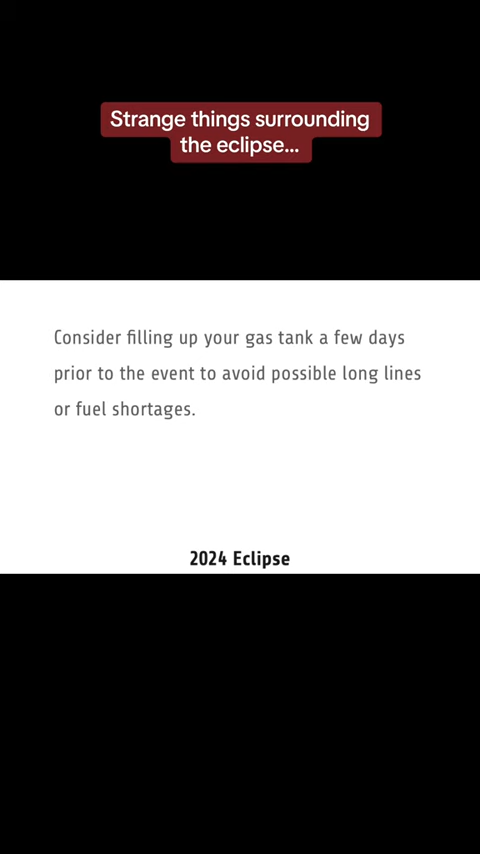 Strange things surrounding
the eclipse...
Consider filling up your gas tank a few days
prior to the event to avoid possible long lines
or fuel shortages.
2024 Eclipse